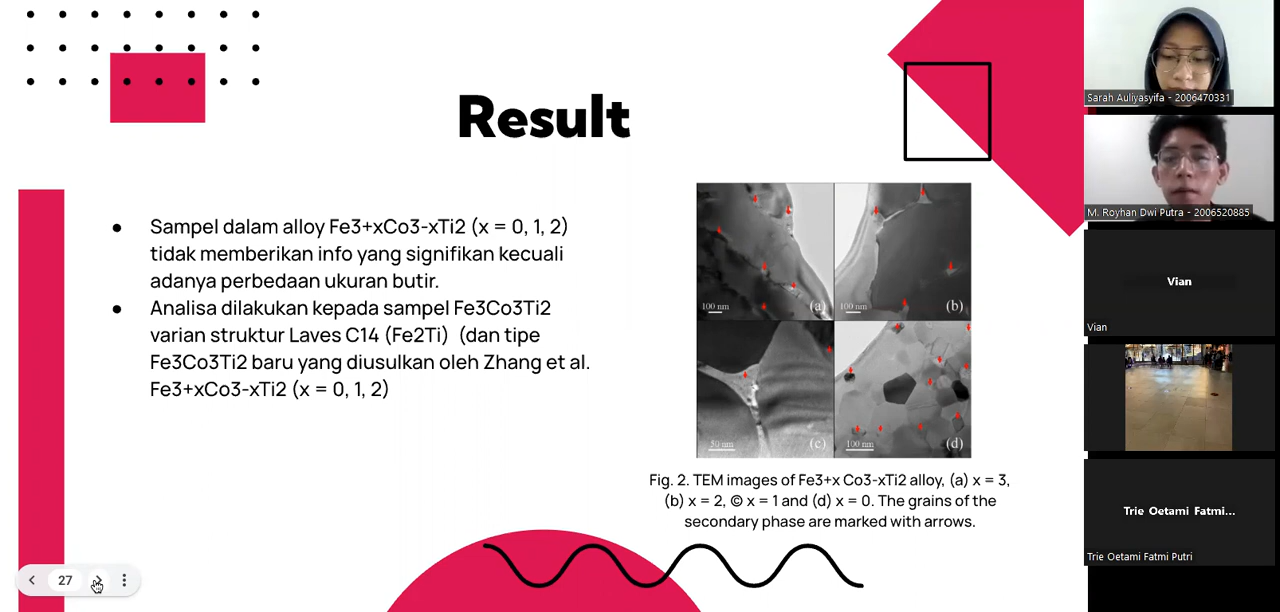 Result
● Sampel dalam alloy Fe3+xCo3-xTi2 (x = 0, 1, 2)
tidak memberikan info yang signifikan kecuali
adanya perbedaan ukuran butir.
● Analisa dilakukan kepada sampel Fe3Co3Ti2
varian struktur Laves C14 (Fe2Ti) (dan tipe
Fe3Co3Ti2 baru yang diusulkan oleh Zhang et al.
Fe3+xCo3-xTi2 (x = 0, 1, 2)
100 nm
(a)
100 nm
(b)
50 nm
(c)
100 nm
(d)
Fig. 2. TEM images of Fe3+x Co3-xTi2 alloy, (a) x = 3,
(b) x = 2, © x = 1 and (d) x = 0. The grains of the
secondary phase are marked with arrows.
27
Sarah Auliyasyifa - 2006470331
M. Royhan Dwi Putra - 2006520885
Vian
Vian
Trie Oetami Fatmi...
Trie Oetami Fatmi Putri